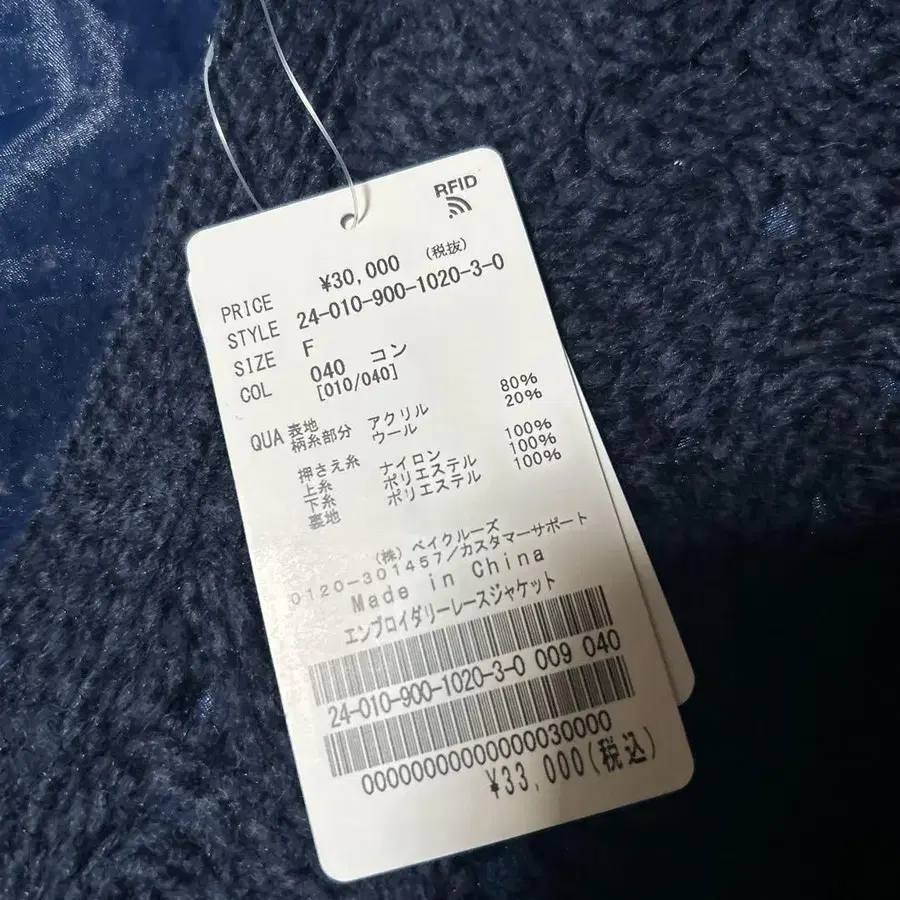 RFID
PRICE ¥30,000 (税抜)
STYLE 24-010-900-1020-3-0
SIZE F
COL 040 コン
[010/040]
QUA 表地
柄糸部分 アクリル 80%
ウール 20%
押さえ糸
上糸 ナイロン 100%
下糸 ポリエステル 100%
裏地 ポリエステル 100%
(株) ベイクルーズ
0120-301457/カスタマーサポート
Made in China
エンブロイダリーレースジャケット
24-010-900-1020-3-0 009 040
00000000000000030000
¥33,000(税込)